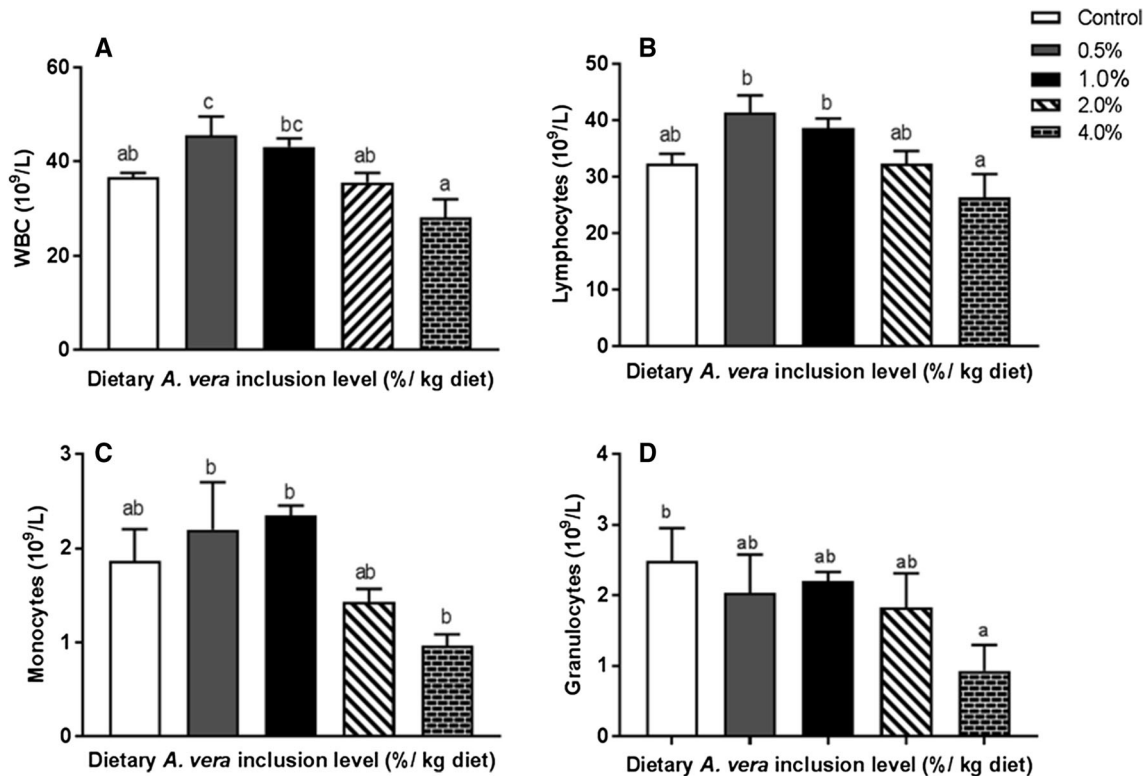 Control
0.5%
1.0%
2.0%
4.0%
A
WBC (10⁹/L)
60
40
20
0
ab
c
bc
ab
a
Dietary A. vera inclusion level (%/ kg diet)
B
Lymphocytes (10⁹/L)
50
40
30
20
10
0
ab
b
b
ab
a
Dietary A. vera inclusion level (%/ kg diet)
C
Monocytes (10⁹/L)
3
2
1
0
ab
b
b
ab
b
Dietary A. vera inclusion level (%/ kg diet)
D
Granulocytes (10⁹/L)
4
3
2
1
0
b
ab
ab
ab
a
Dietary A. vera inclusion level (%/ kg diet)